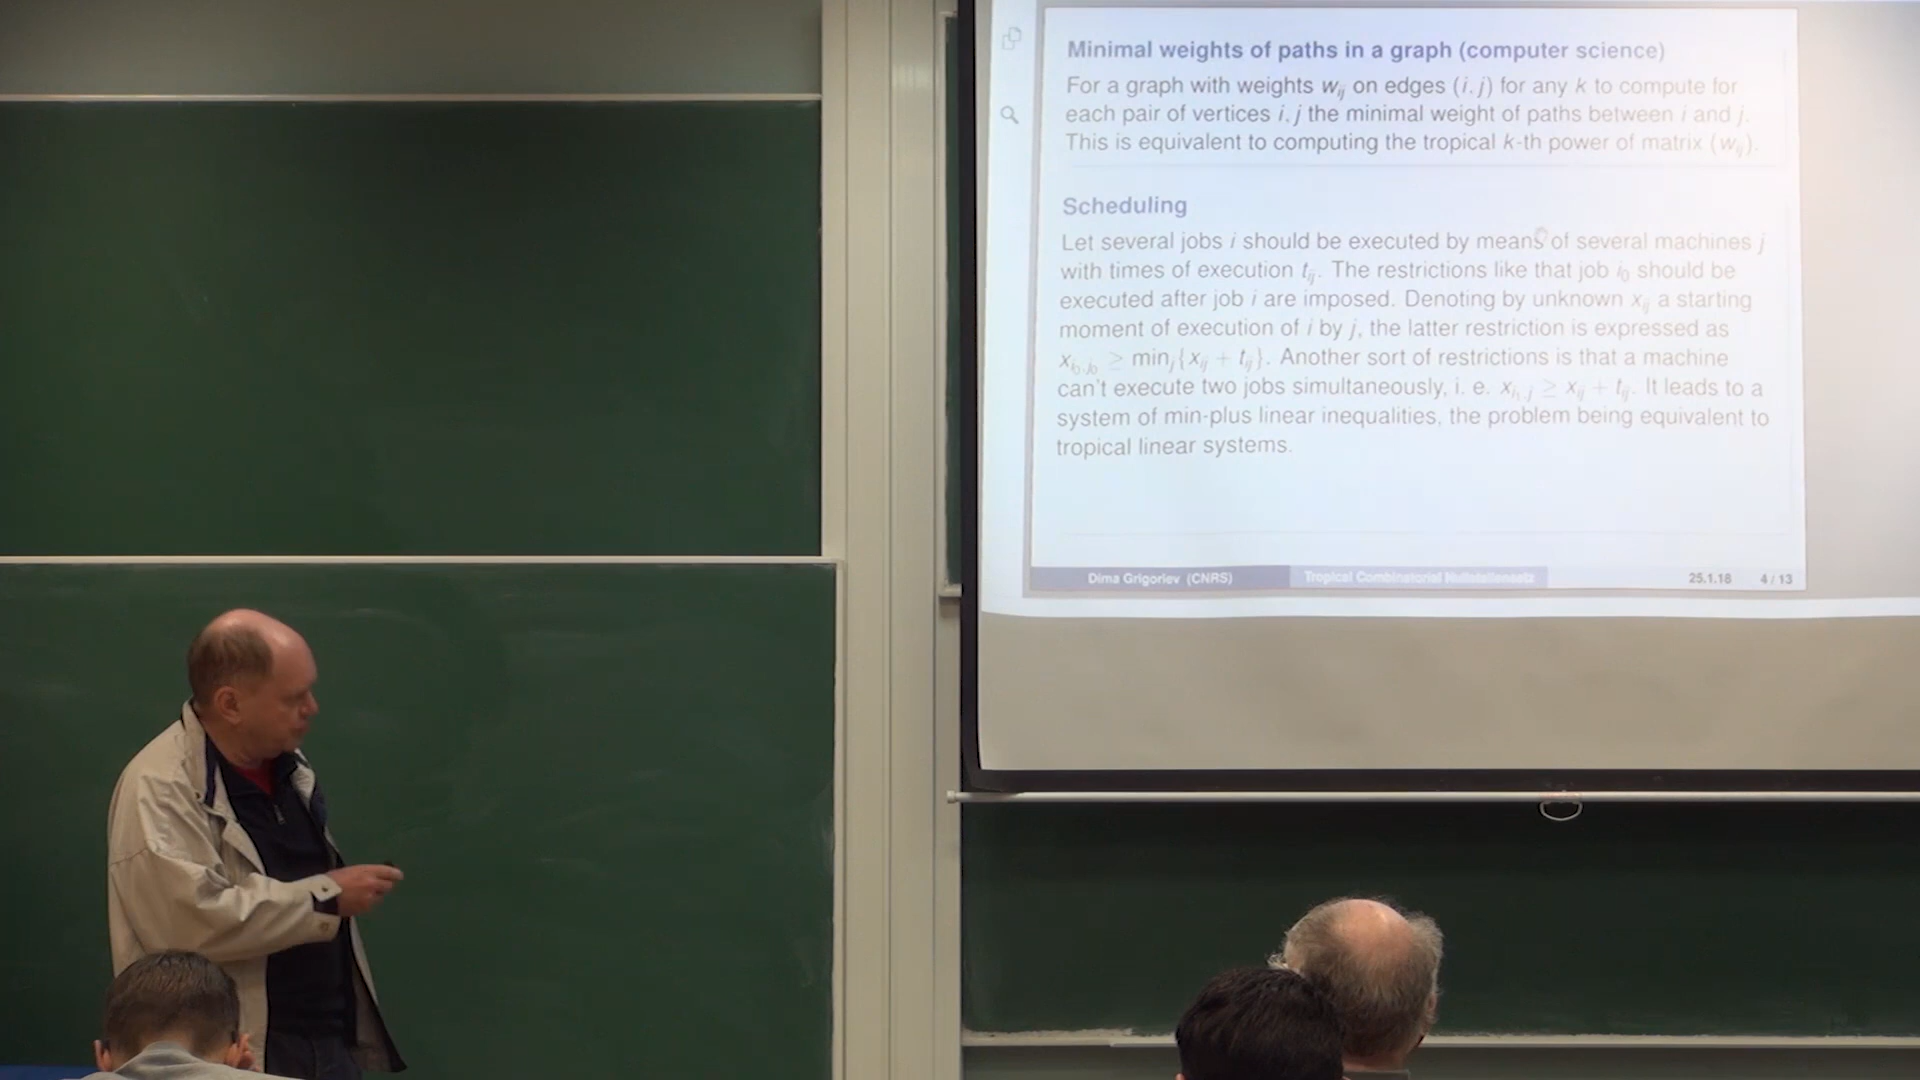 Minimal weights of paths in a graph (computer science)
For a graph with weights w_ij on edges (i, j) for any k to compute for
each pair of vertices i, j the minimal weight of paths between i and j.
This is equivalent to computing the tropical k-th power of matrix (w_ij).
Scheduling
Let several jobs i should be executed by means of several machines j
with times of execution t_ij. The restrictions like that job i_0 should be
executed after job i are imposed. Denoting by unknown x_ij a starting
moment of execution of i by j, the latter restriction is expressed as
x_{i_0,j_0} ≥ min_j{x_ij + t_ij}. Another sort of restrictions is that a machine
can't execute two jobs simultaneously, i. e. x_{i_1,j} ≥ x_ij + t_ij. It leads to a
system of min-plus linear inequalities, the problem being equivalent to
tropical linear systems.
Dima Grigoriev (CNRS) Tropical Combinatorial Nullstellensatz 25.1.18 4 / 13